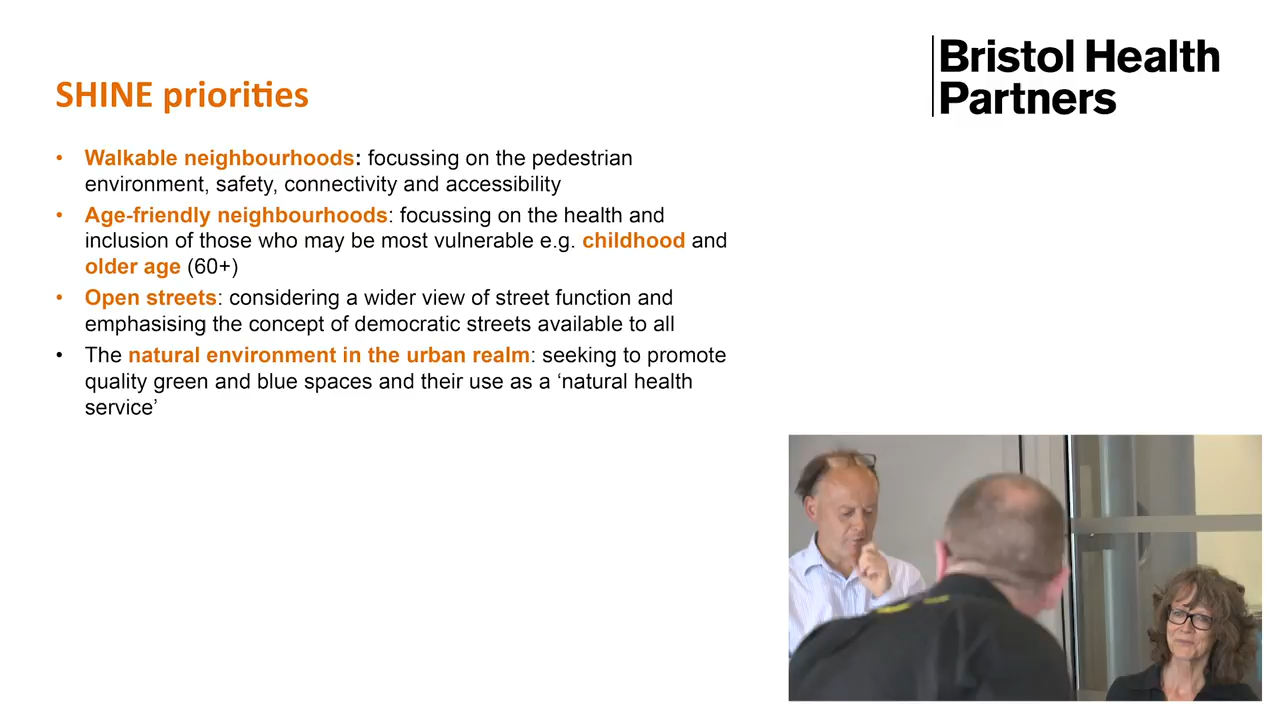 Bristol Health
Partners
SHINE priorities
• Walkable neighbourhoods: focussing on the pedestrian
environment, safety, connectivity and accessibility
• Age-friendly neighbourhoods: focussing on the health and
inclusion of those who may be most vulnerable e.g. childhood and
older age (60+)
• Open streets: considering a wider view of street function and
emphasising the concept of democratic streets available to all
• The natural environment in the urban realm: seeking to promote
quality green and blue spaces and their use as a ‘natural health
service’